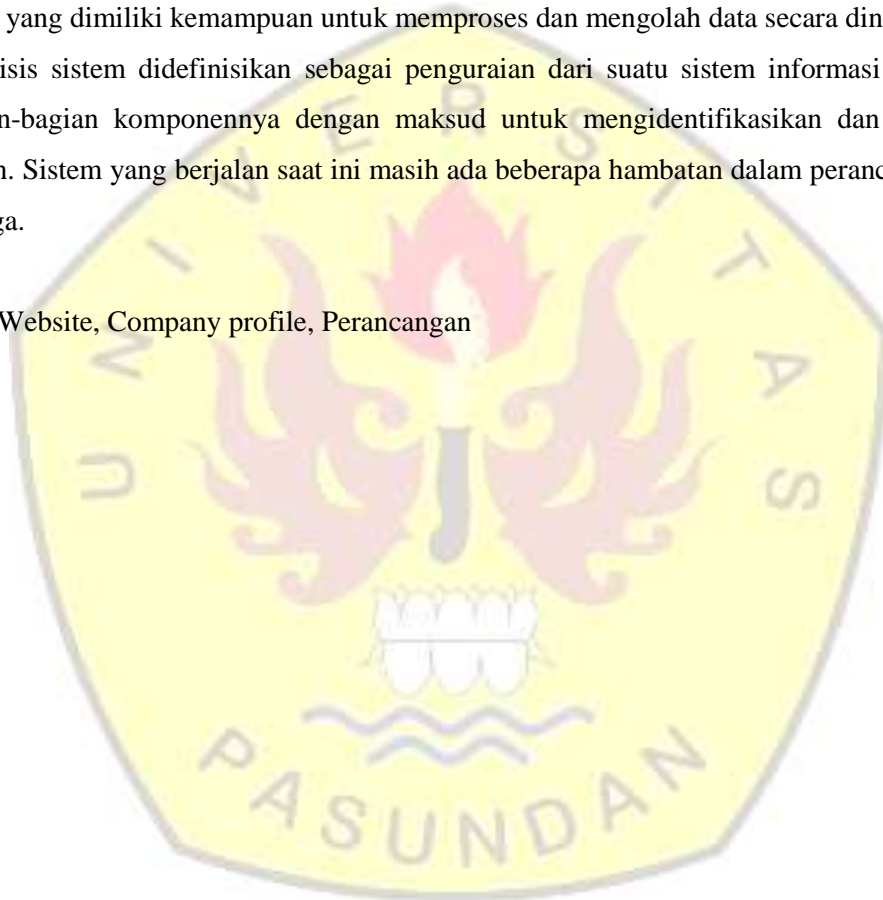 yang dimiliki kemampuan untuk memproses dan mengolah data secara din
isis sistem didefinisikan sebagai penguraian dari suatu sistem informasi
n-bagian komponennya dengan maksud untuk mengidentifikasikan dan
n. Sistem yang berjalan saat ini masih ada beberapa hambatan dalam peranc
ga.
Website, Company profile, Perancangan
UNIVERSITAS
PASUNDAN